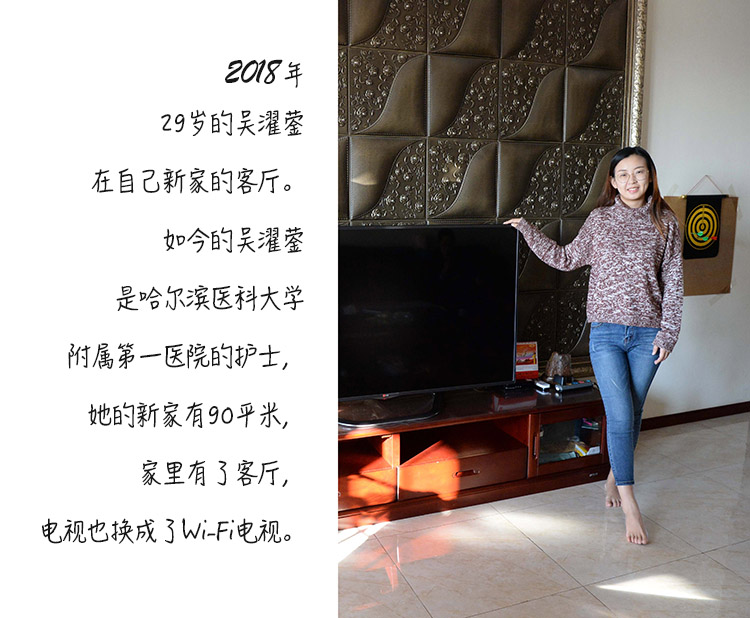 2018年
29岁的吴濯蓥
在自己新家的客厅。
如今的吴濯蓥
是哈尔滨医科大学
附属第一医院的护士,
她的新家有90平米,
家里有了客厅,
电视也换成了Wi-Fi电视。